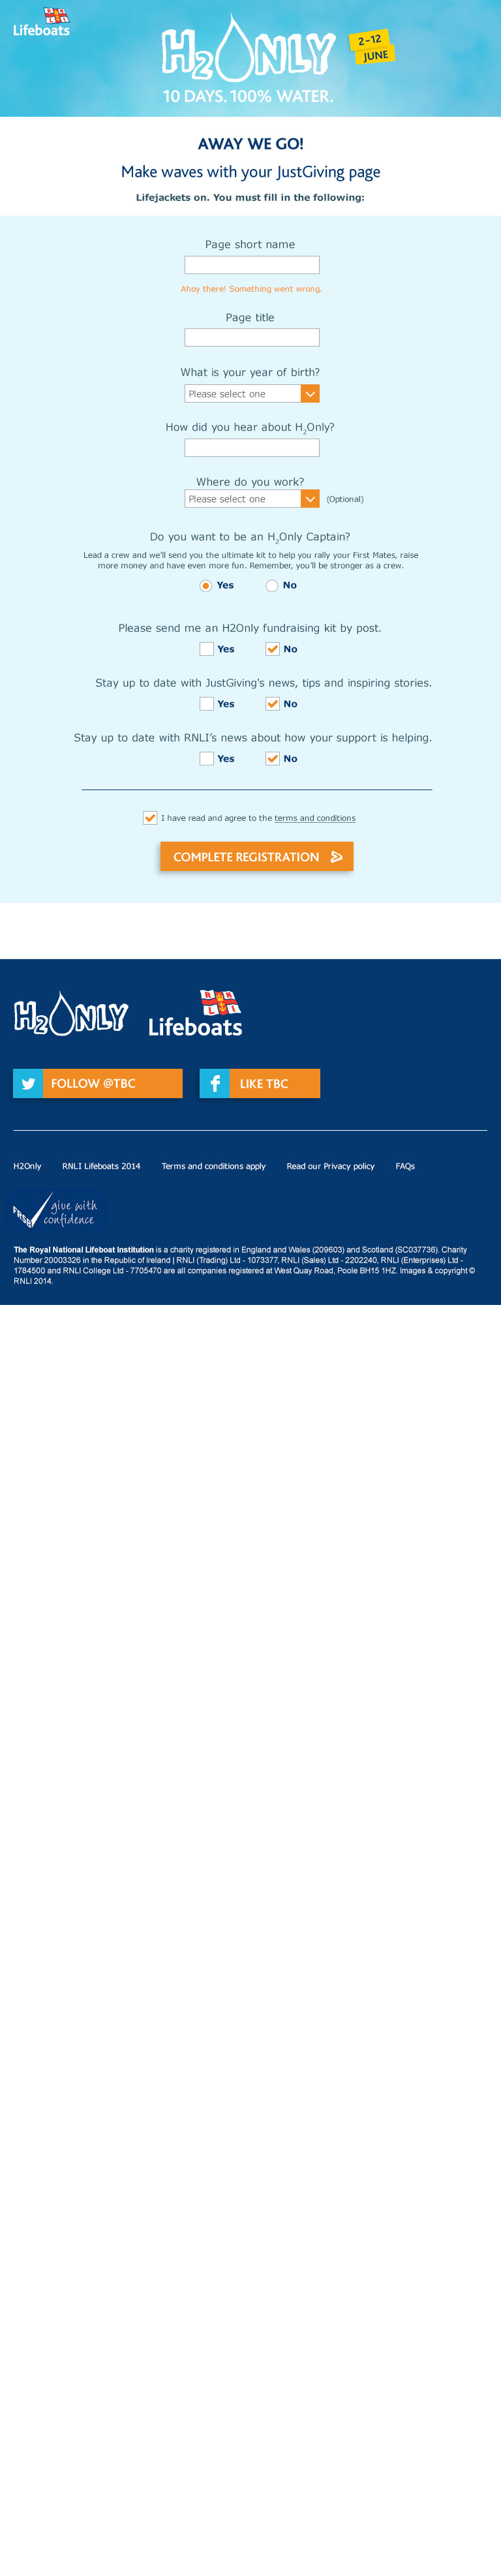 RNLI
Lifeboats
H2ONLY
2-12
JUNE
10 DAYS. 100% WATER.
AWAY WE GO!
Make waves with your JustGiving page
Lifejackets on. You must fill in the following:
Page short name
Ahoy there! Something went wrong.
Page title
What is your year of birth?
Please select one
How did you hear about H2Only?
Where do you work?
Please select one
(Optional)
Do you want to be an H2Only Captain?
Lead a crew and we'll send you the ultimate kit to help you rally your First Mates, raise
more money and have even more fun. Remember, you'll be stronger as a crew.
Yes No
Please send me an H2Only fundraising kit by post.
Yes No
Stay up to date with JustGiving's news, tips and inspiring stories.
Yes No
Stay up to date with RNLI's news about how your support is helping.
Yes No
I have read and agree to the terms and conditions
COMPLETE REGISTRATION
H2ONLY
RNLI
Lifeboats
FOLLOW @TBC
LIKE TBC
H2Only RNLI Lifeboats 2014 Terms and conditions apply Read our Privacy policy FAQs
FRSB
give with
confidence
The Royal National Lifeboat Institution is a charity registered in England and Wales (209603) and Scotland (SC037736). Charity
Number 20003326 in the Republic of Ireland | RNLI (Trading) Ltd - 1073377, RNLI (Sales) Ltd - 2202240, RNLI (Enterprises) Ltd -
1784500 and RNLI College Ltd - 7705470 are all companies registered at West Quay Road, Poole BH15 1HZ. Images & copyright ©
RNLI 2014.